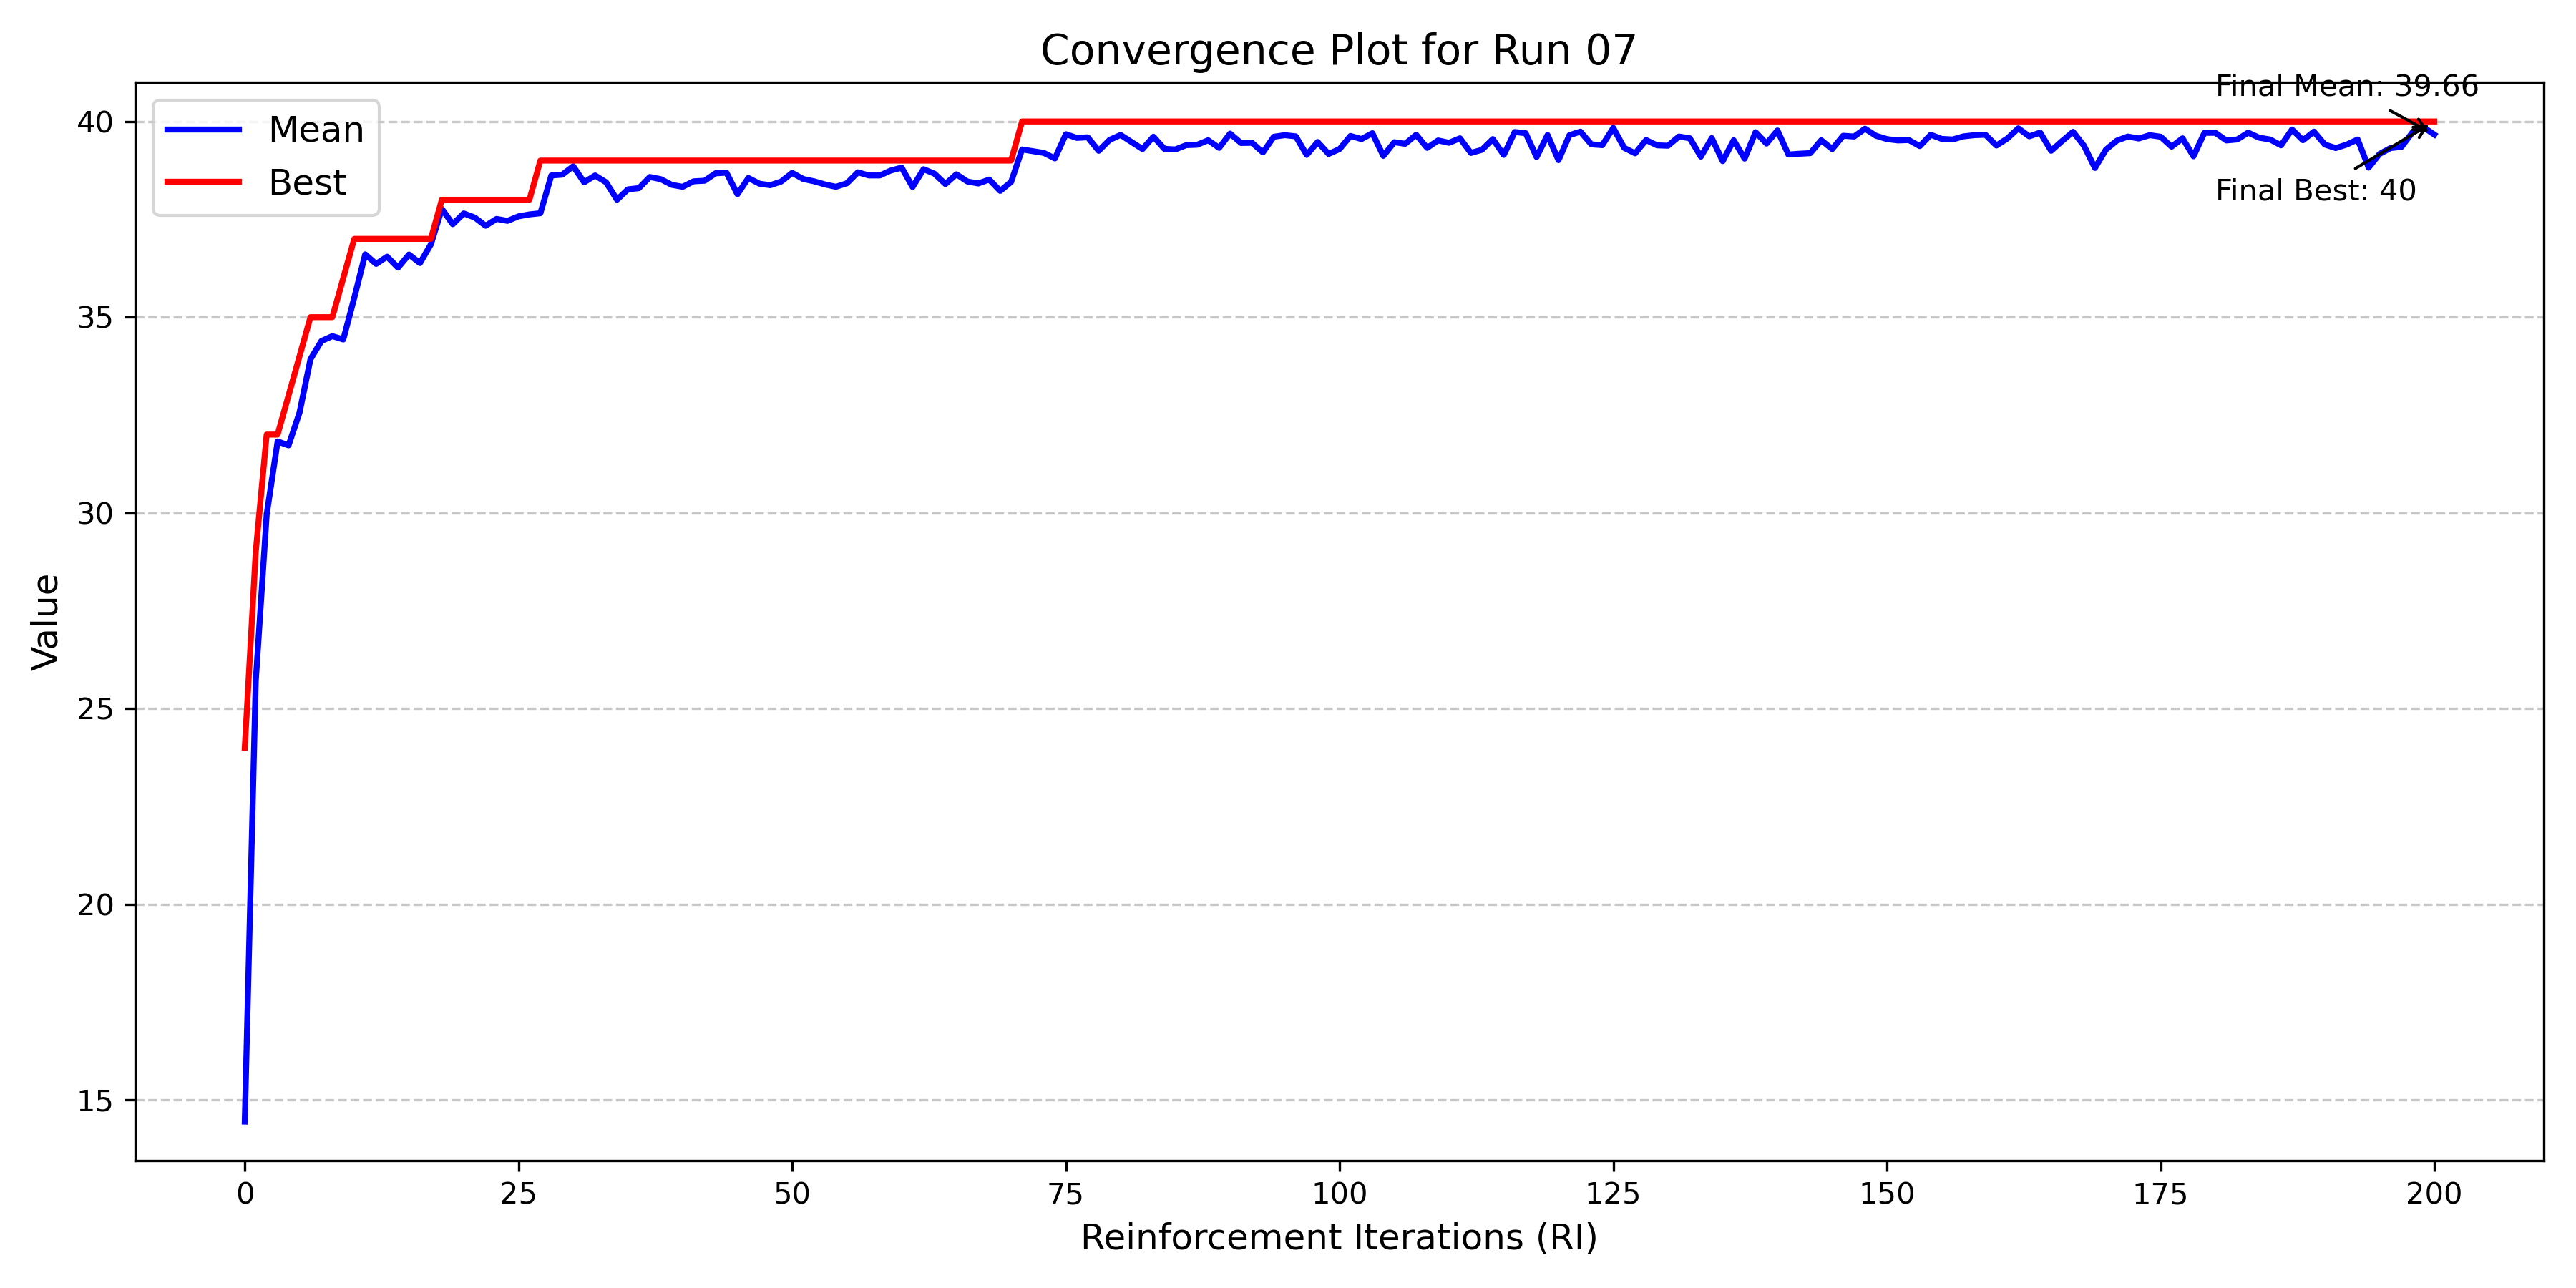 Convergence Plot for Run 07
Final Mean: 39.66
Mean
Best
Final Best: 40
40
35
30
25
20
15
Value
0 25 50 75 100 125 150 175 200
Reinforcement Iterations (RI)